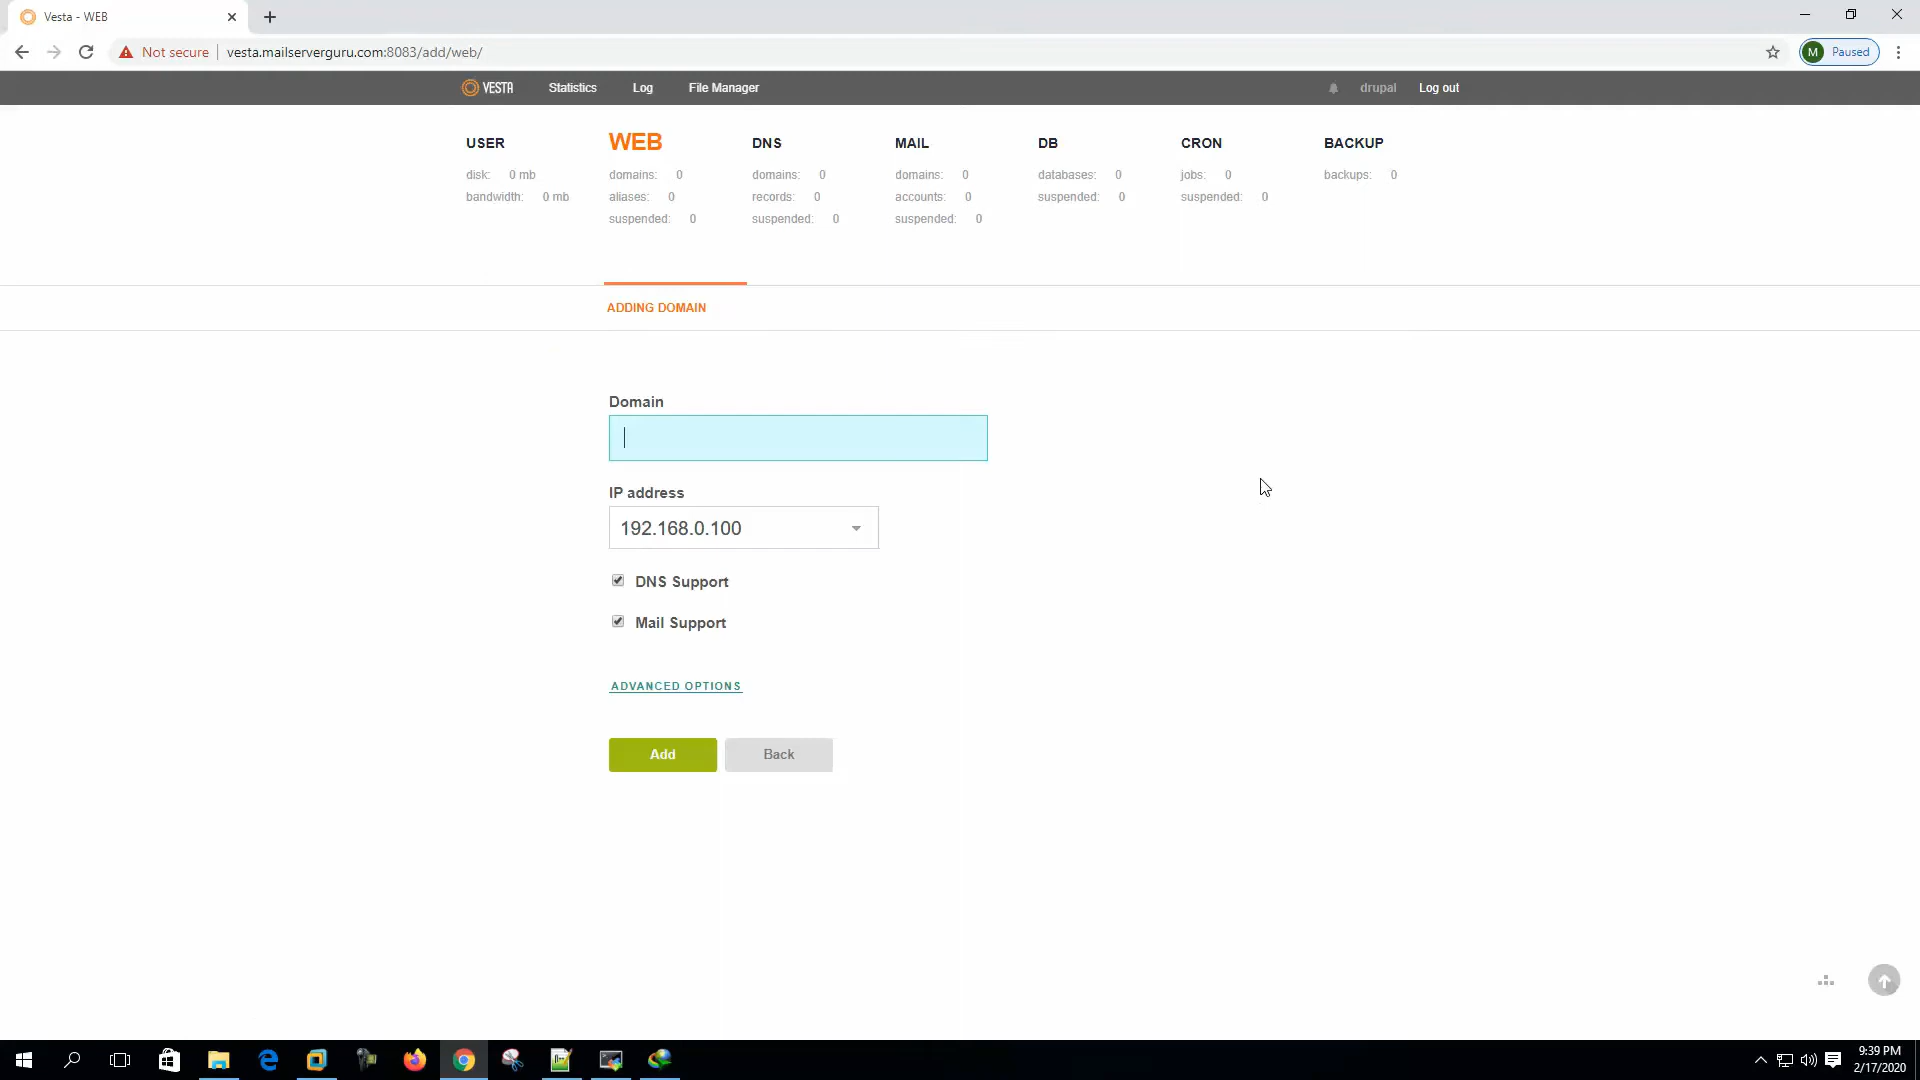 Vesta - WEB
Not secure
vesta.mailserverguru.com:8083/add/web/
M
Paused
VESTA
Statistics
Log
File Manager
drupal
Log out
USER
disk: 0 mb
bandwidth: 0 mb
WEB
domains: 0
aliases: 0
suspended: 0
DNS
domains: 0
records: 0
suspended: 0
MAIL
domains: 0
accounts: 0
suspended: 0
DB
databases: 0
suspended: 0
CRON
jobs: 0
suspended: 0
BACKUP
backups: 0
ADDING DOMAIN
Domain
IP address
192.168.0.100
DNS Support
Mail Support
ADVANCED OPTIONS
Add
Back
9:39 PM
2/17/2020